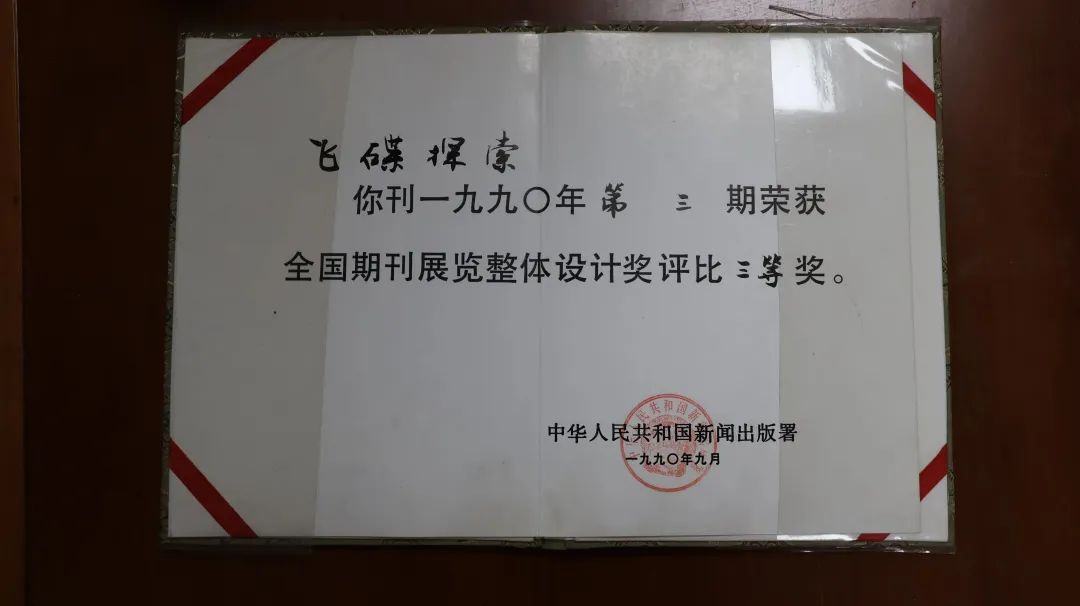 飞碟探索
你刊一九九〇年第三期荣获
全国期刊展览整体设计奖评比三等奖。
中华人民共和国新闻出版署
一九九〇年九月